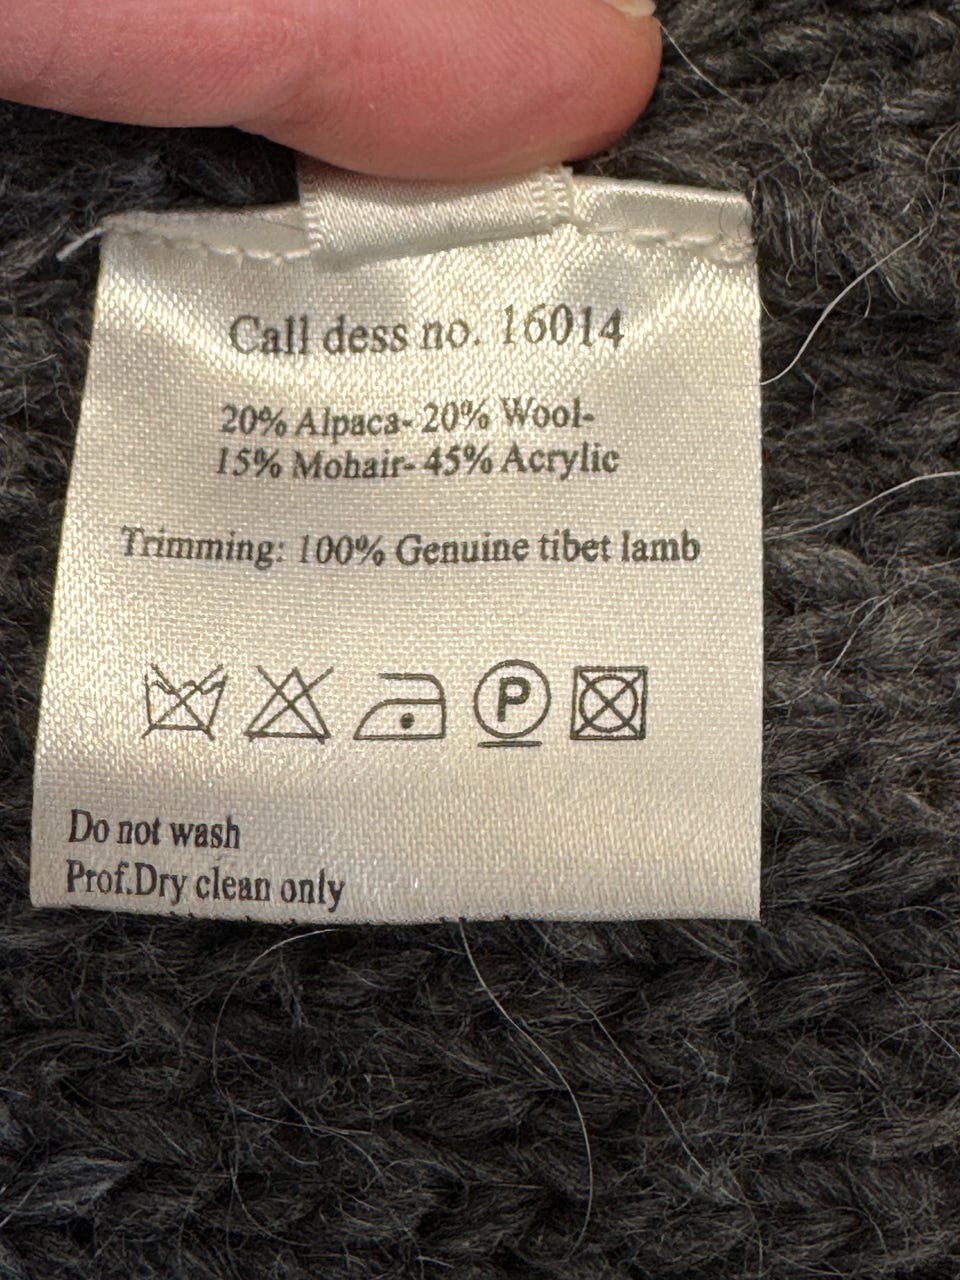 Call dess no. 16014
20% Alpaca- 20% Wool-
15% Mohair- 45% Acrylic
Trimming: 100% Genuine tibet lamb
P
Do not wash
Prof.Dry clean only